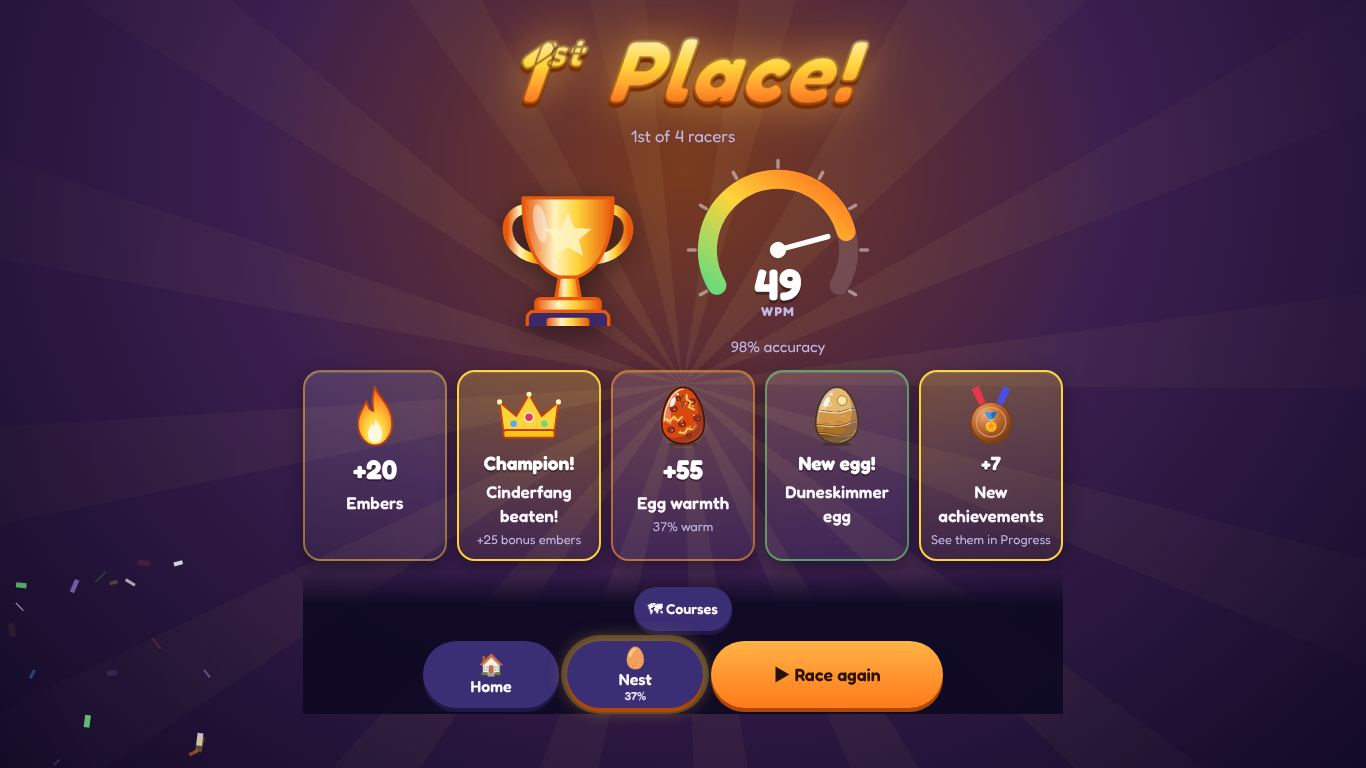 1st Place!
1st of 4 racers
49
WPM
98% accuracy
+20
Embers
Champion!
Cinderfang
beaten!
+25 bonus embers
+55
Egg warmth
37% warm
New egg!
Duneskimmer
egg
+7
New
achievements
See them in Progress
Courses
Home
Nest
37%
Race again